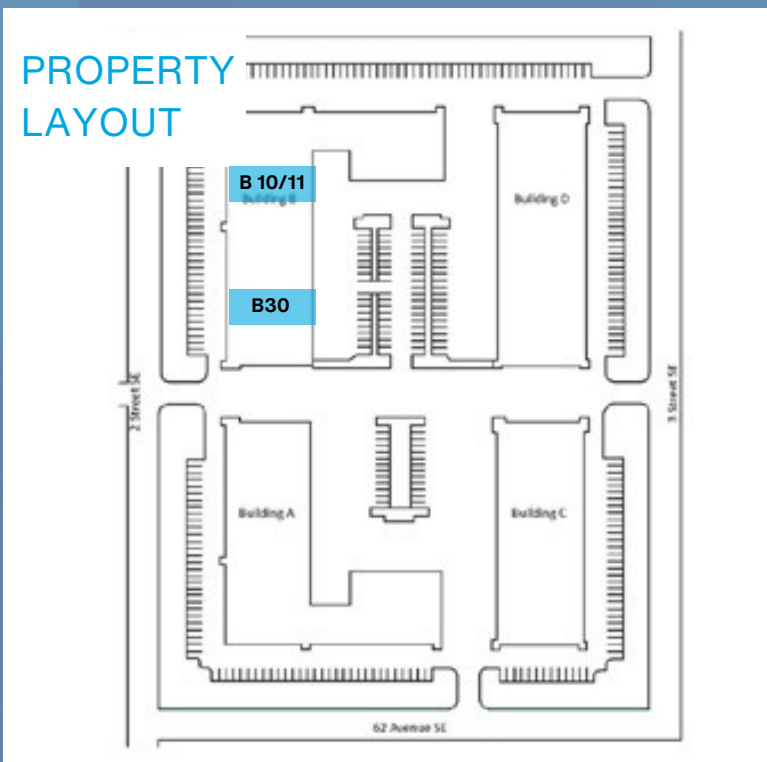 PROPERTY
LAYOUT
B 10/11
Building B
Building D
B30
2 Street SE
3 Street SE
Building A
Building C
62 Avenue SE